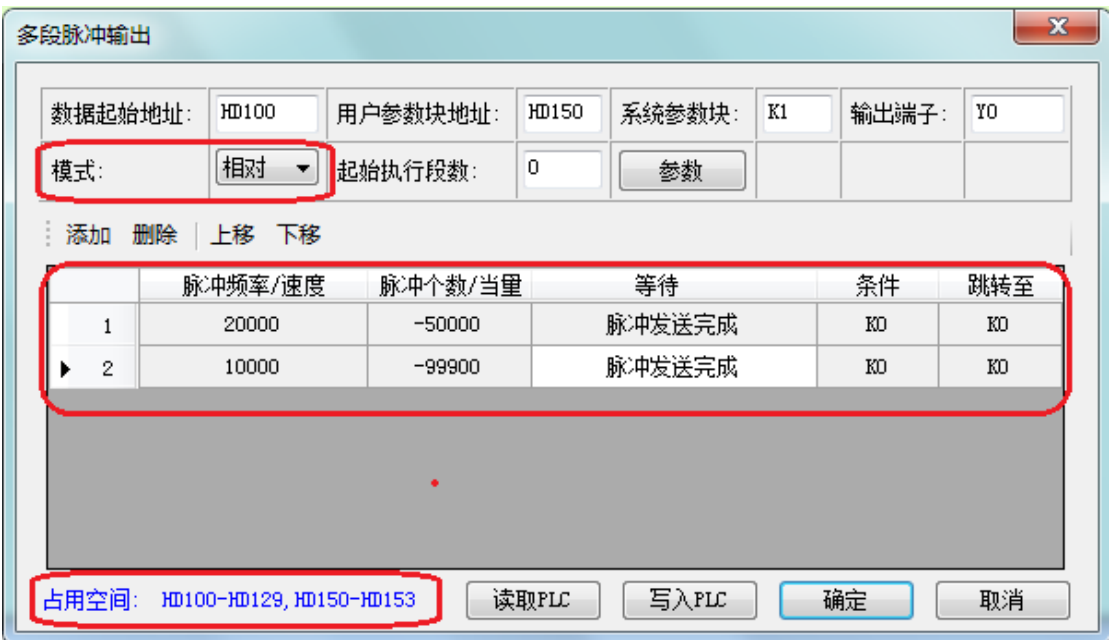 多段脉冲输出
数据起始地址: HD100 用户参数块地址: HD150 系统参数块: K1 输出端子: Y0
模式: 相对 起始执行段数: 0 参数
添加 删除 上移 下移
脉冲频率/速度 脉冲个数/当量 等待 条件 跳转至
1 20000 -50000 脉冲发送完成 K0 K0
2 10000 -99900 脉冲发送完成 K0 K0
占用空间: HD100-HD129,HD150-HD153 读取PLC 写入PLC 确定 取消